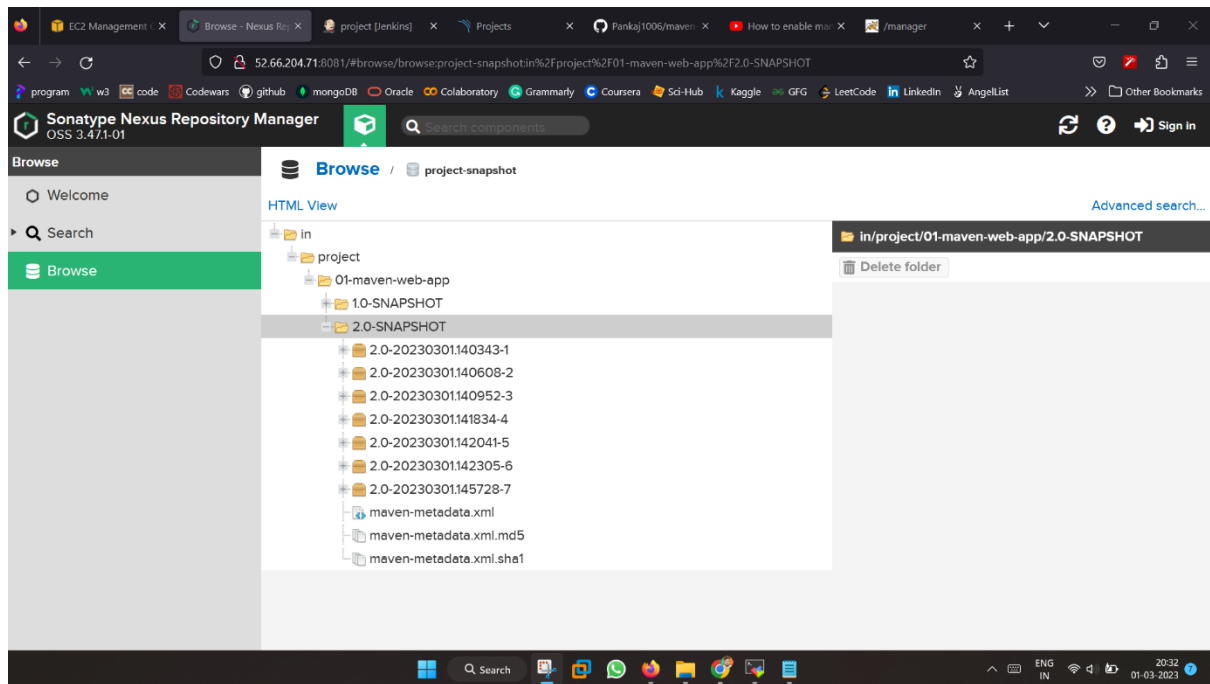 EC2 Management C
Browse - Nexus Rep
project [Jenkins]
Projects
Pankaj1006/maven-
How to enable man
/manager
52.66.204.71:8081/#browse/browse:project-snapshot:in%2Fproject%2F01-maven-web-app%2F2.0-SNAPSHOT
program w3 code Codewars github mongoDB Oracle Colaboratory Grammarly Coursera Sci-Hub Kaggle GFG LeetCode LinkedIn AngelList Other Bookmarks
Sonatype Nexus Repository Manager
OSS 3.47.1-01
Search components
Sign in
Browse
Welcome
Search
Browse
Browse / project-snapshot
HTML View
Advanced search...
in
project
01-maven-web-app
1.0-SNAPSHOT
2.0-SNAPSHOT
2.0-20230301.140343-1
2.0-20230301.140608-2
2.0-20230301.140952-3
2.0-20230301.141834-4
2.0-20230301.142041-5
2.0-20230301.142305-6
2.0-20230301.145728-7
maven-metadata.xml
maven-metadata.xml.md5
maven-metadata.xml.sha1
in/project/01-maven-web-app/2.0-SNAPSHOT
Delete folder
Search
ENG
IN
20:32
01-03-2023
7